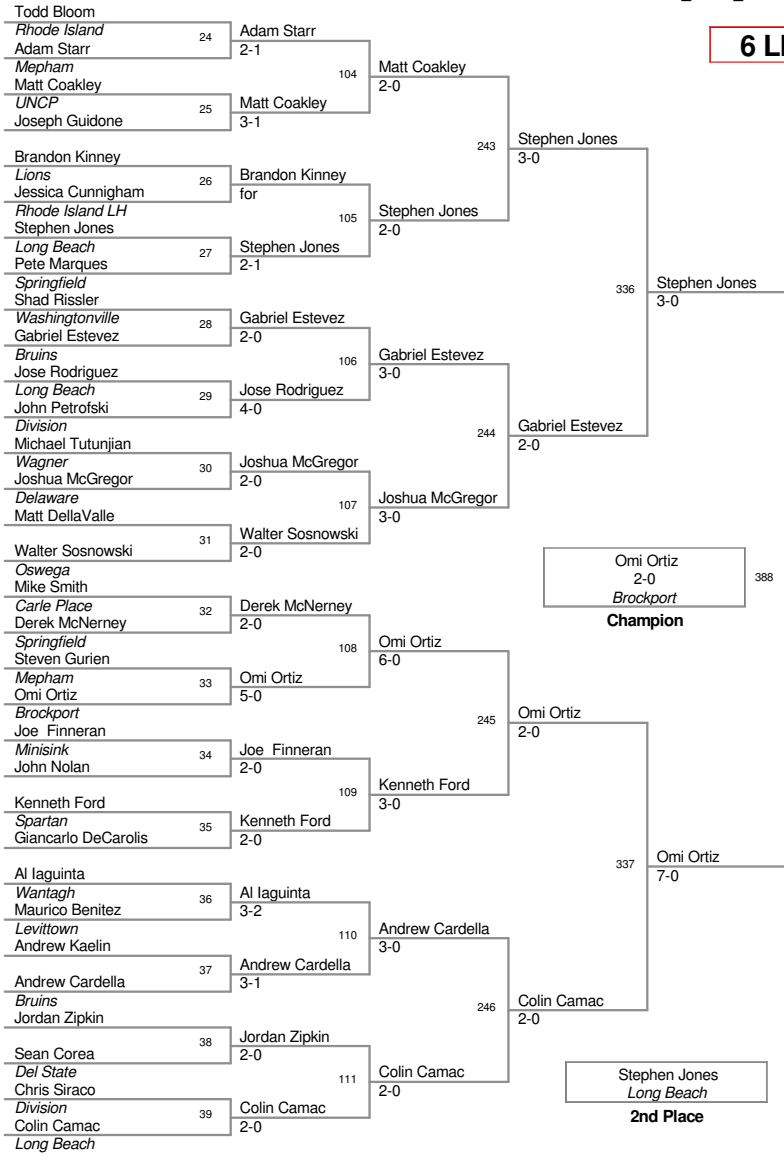 6
Todd Bloom
Rhode Island
24
Adam Starr
Adam Starr
2-1
Mepham
Matt Coakley
104
Matt Coakley
2-0
UNCP
25
Matt Coakley
3-1
Joseph Guidone
243
Stephen Jones
3-0
Brandon Kinney
Lions
26
Brandon Kinney
for
Jessica Cunnigham
Rhode Island LH
Stephen Jones
105
Stephen Jones
2-0
Long Beach
27
Stephen Jones
2-1
Pete Marques
Springfield
336
Stephen Jones
3-0
Shad Rissler
Washingtonville
28
Gabriel Estevez
2-0
Gabriel Estevez
Bruins
Jose Rodriguez
106
Gabriel Estevez
3-0
Long Beach
29
Jose Rodriguez
4-0
John Petrofski
Division
244
Gabriel Estevez
2-0
Michael Tutunjian
Wagner
30
Joshua McGregor
2-0
Joshua McGregor
Delaware
Matt DellaValle
107
Joshua McGregor
3-0
31
Walter Sosnowski
2-0
Walter Sosnowski
Oswega
Omi Ortiz
2-0
Brockport
388
Champion
Mike Smith
Carle Place
32
Derek McNerney
2-0
Derek McNerney
Springfield
Steven Gurien
108
Omi Ortiz
6-0
Mepham
33
Omi Ortiz
5-0
Omi Ortiz
Brockport
245
Omi Ortiz
2-0
Joe Finneran
Minisink
34
Joe Finneran
2-0
John Nolan
109
Kenneth Ford
3-0
Kenneth Ford
Spartan
35
Kenneth Ford
2-0
Giancarlo DeCarolis
337
Omi Ortiz
7-0
Al Iaguinta
Wantagh
36
Al Iaguinta
3-2
Maurico Benitez
Levittown
Andrew Kaelin
110
Andrew Cardella
3-0
37
Andrew Cardella
3-1
Andrew Cardella
Bruins
246
Colin Camac
2-0
Jordan Zipkin
38
Jordan Zipkin
2-0
Sean Corea
Del State
Chris Siraco
111
Colin Camac
2-0
Division
39
Colin Camac
2-0
Colin Camac
Long Beach
Stephen Jones
Long Beach
2nd Place